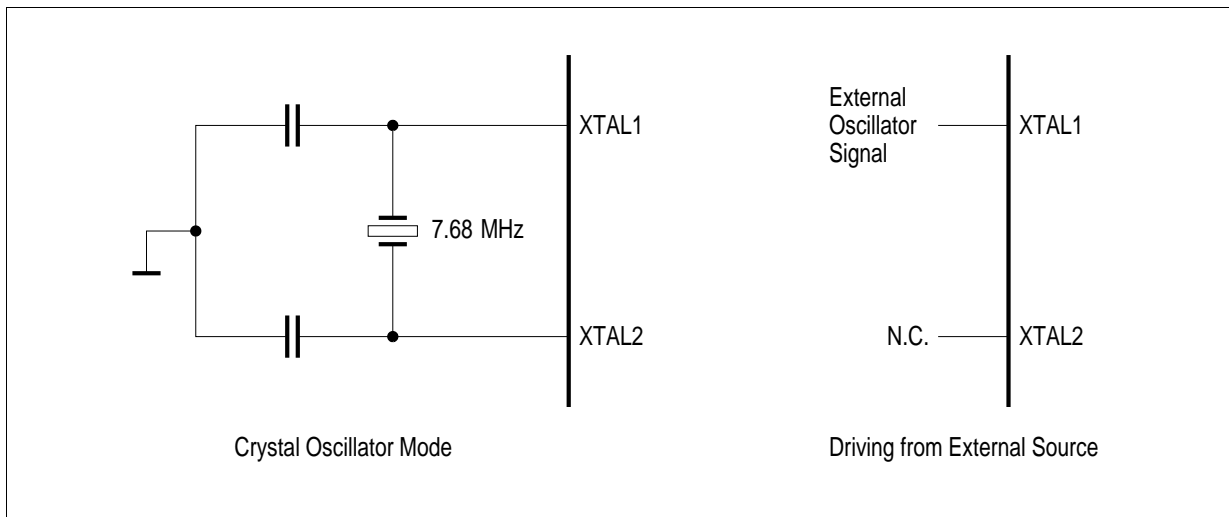 XTAL1
7.68 MHz
XTAL2
Crystal Oscillator Mode
External
Oscillator
Signal
XTAL1
N.C.
XTAL2
Driving from External Source